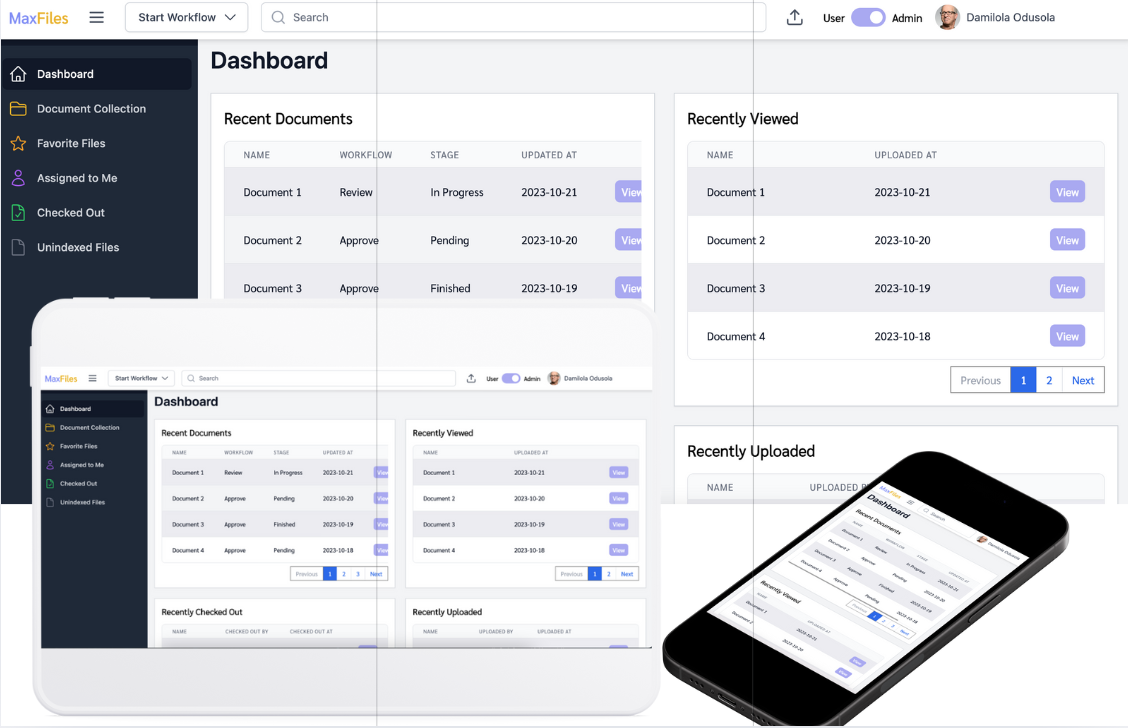 MaxFiles Start Workflow Search User Admin Damilola Odusola
Dashboard
Document Collection
Favorite Files
Assigned to Me
Checked Out
Unindexed Files
Dashboard
Recent Documents
NAME WORKFLOW STAGE UPDATED AT
Document 1 Review In Progress 2023-10-21 View
Document 2 Approve Pending 2023-10-20 View
Document 3 Approve Finished 2023-10-19 View
Recently Viewed
NAME UPLOADED AT
Document 1 2023-10-21 View
Document 2 2023-10-20 View
Document 3 2023-10-19 View
Document 4 2023-10-18 View
Previous 1 2 Next
Recently Uploaded
NAME UPLOADED
MaxFiles Start Workflow Search User Admin Damilola Odusola
Dashboard
Document Collection
Favorite Files
Assigned to Me
Checked Out
Unindexed Files
Dashboard
Recent Documents
NAME WORKFLOW STAGE UPDATED AT
Document 1 Review In Progress 2023-10-21 View
Document 2 Approve Pending 2023-10-20 View
Document 3 Approve Finished 2023-10-19 View
Document 4 Approve Pending 2023-10-18 View
Previous 1 2 3 Next
Recently Viewed
NAME UPLOADED AT
Document 1 2023-10-21 View
Document 2 2023-10-20 View
Document 3 2023-10-19 View
Document 4 2023-10-18 View
Previous 1 2 Next
Recently Checked Out
NAME CHECKED OUT BY CHECKED OUT AT
Recently Uploaded
NAME UPLOADED BY UPLOADED AT
MaxFiles Search Damilola Odusola
Dashboard
Recent Documents
NAME WORKFLOW STAGE UPDATED AT
Document 1 Review In Progress 2023-10-21
Document 2 Approve Pending 2023-10-20
Document 3 Approve Finished 2023-10-19
Document 4 Approve Pending 2023-10-18
Previous 1 2 3 Next
Recently Viewed
NAME UPLOADED AT
Document 1 2023-10-21 View
Document 2 2023-10-20 View